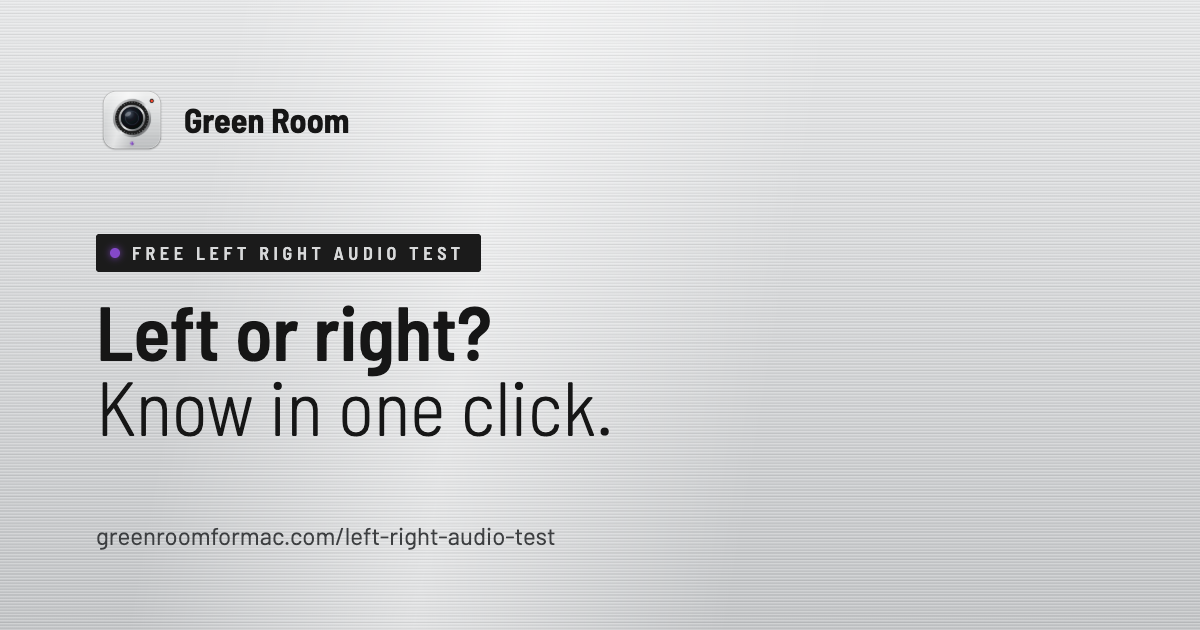 Green Room
FREE LEFT RIGHT AUDIO TEST
Left or right?
Know in one click.
greenroomformac.com/left-right-audio-test